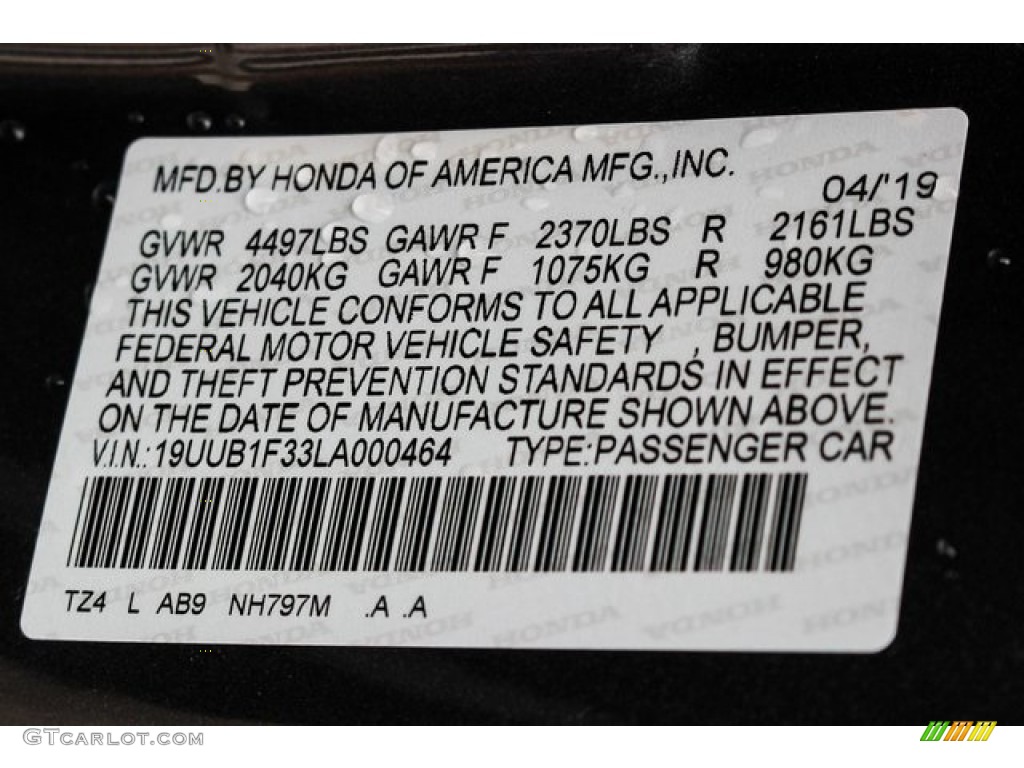 MFD.BY HONDA OF AMERICA MFG.,INC.
04/'19
GVWR 4497LBS GAWR F 2370LBS R 2161LBS
GVWR 2040KG GAWR F 1075KG R 980KG
THIS VEHICLE CONFORMS TO ALL APPLICABLE
FEDERAL MOTOR VEHICLE SAFETY , BUMPER,
AND THEFT PREVENTION STANDARDS IN EFFECT
ON THE DATE OF MANUFACTURE SHOWN ABOVE.
V.I.N.:19UUB1F33LA000464 TYPE:PASSENGER CAR
TZ4 L AB9 NH797M .A .A
GTCARLOT.COM